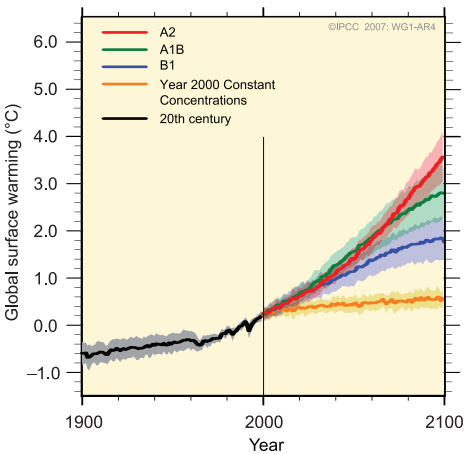 ©IPCC 2007: WG1-AR4
A2
A1B
B1
Year 2000 Constant
Concentrations
20th century
6.0
5.0
4.0
3.0
2.0
1.0
0.0
–1.0
Global surface warming (°C)
1900
2000
2100
Year